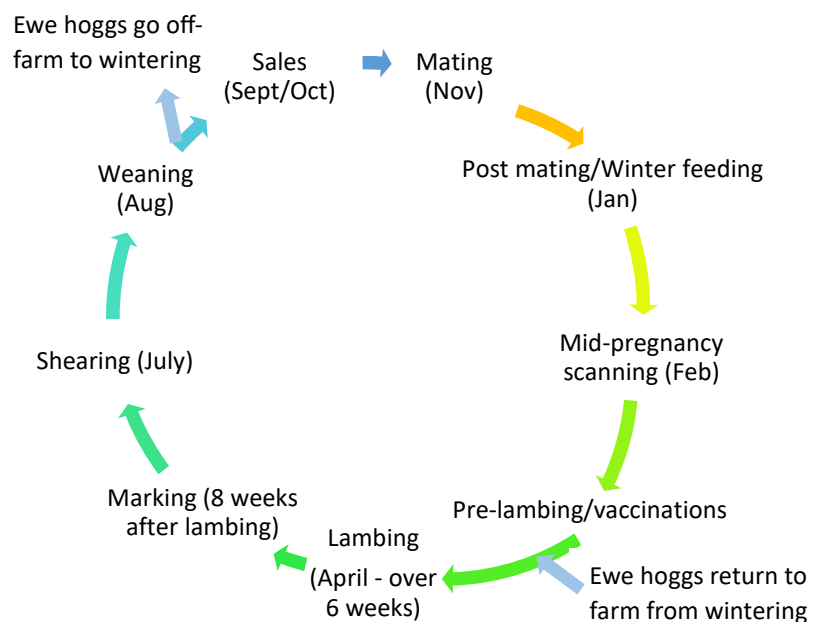 Ewe hoggs go off-
farm to wintering
Sales
(Sept/Oct)
Mating
(Nov)
Post mating/Winter feeding
(Jan)
Mid-pregnancy
scanning (Feb)
Pre-lambing/vaccinations
Ewe hoggs return to
farm from wintering
Lambing
(April - over
6 weeks)
Marking (8 weeks
after lambing)
Shearing (July)
Weaning
(Aug)